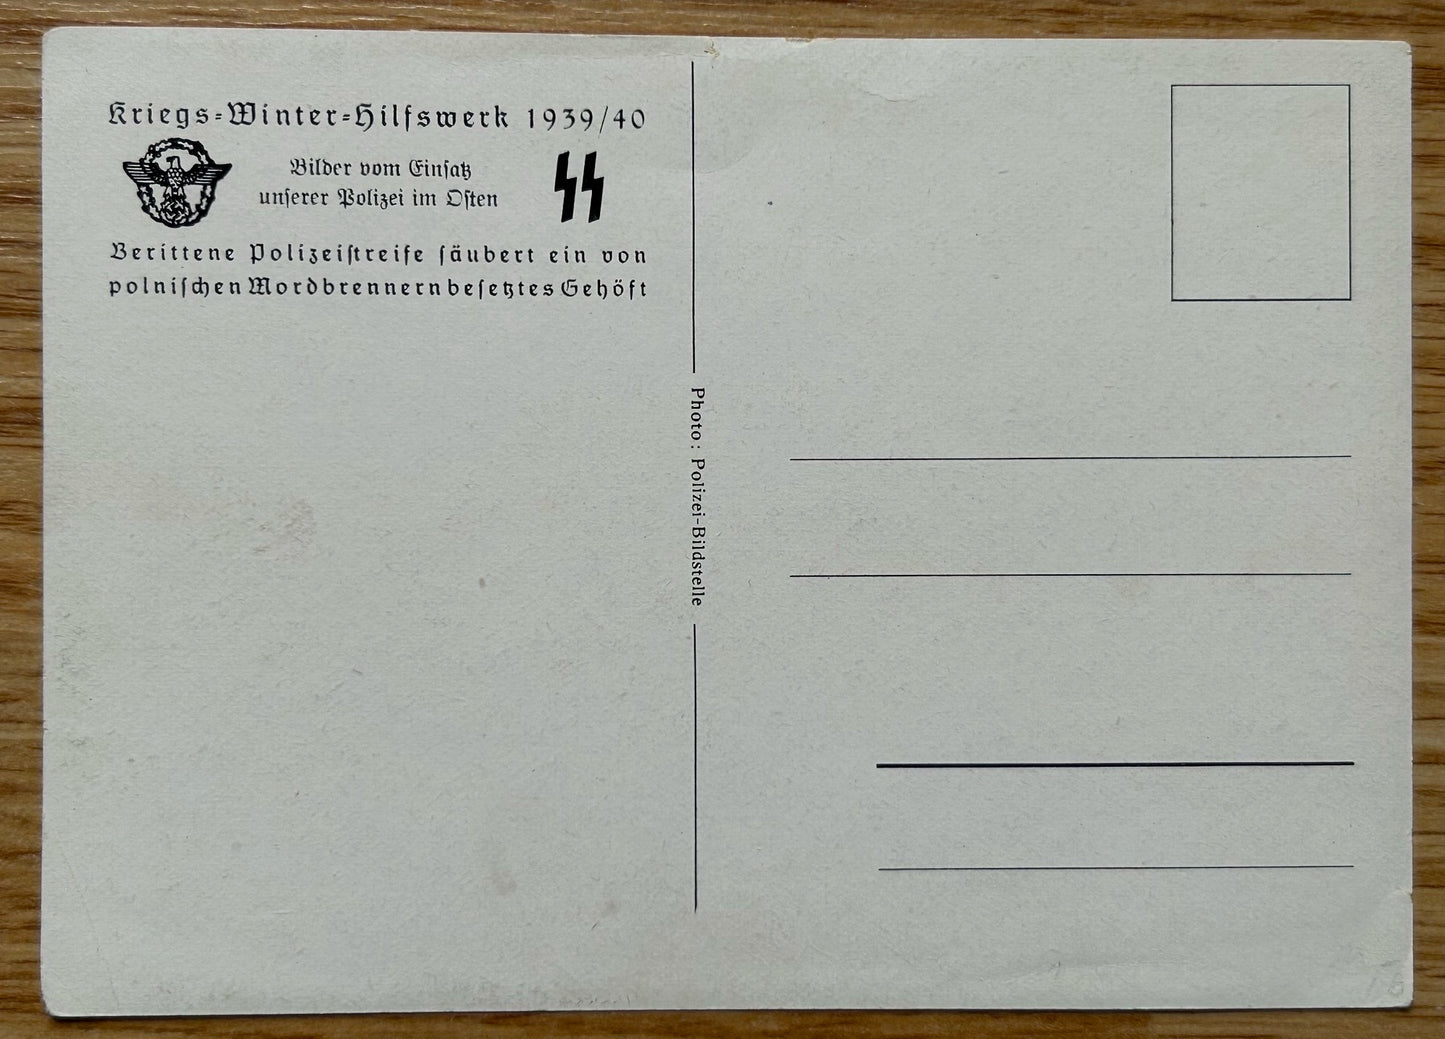 Kriegs-Winter-Hilfswerk 1939/40
Bilder vom Einsatz
unserer Polizei im Osten
Berittene Polizeistreife säubert ein von
polnischen Mordbrennern besetztes Gehöft
Photo: Polizei-Bildstelle